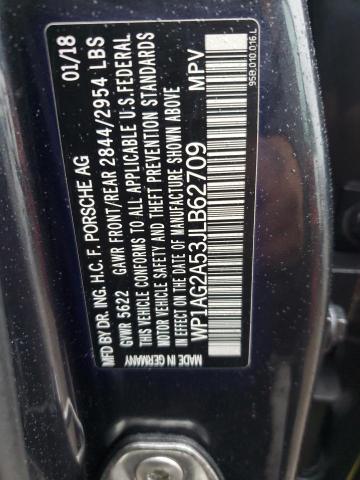 MFD BY DR. ING. H.C. F. PORSCHE AG 01/18
GVWR 5622 GAWR FRONT/REAR 2844/2954 LBS
THIS VEHICLE CONFORMS TO ALL APPLICABLE U.S. FEDERAL
MOTOR VEHICLE SAFETY AND THEFT PREVENTION STANDARDS
IN EFFECT ON THE DATE OF MANUFACTURE SHOWN ABOVE
WP1AG2A53JLB62709 MPV
MADE IN GERMANY
95B.010.016.L